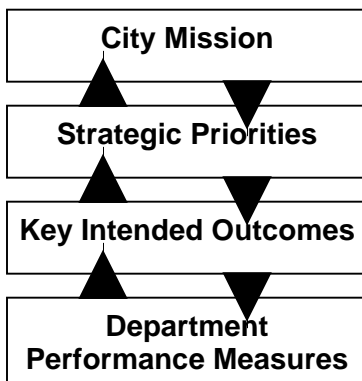 City Mission
Strategic Priorities
Key Intended Outcomes
Department
Performance Measures